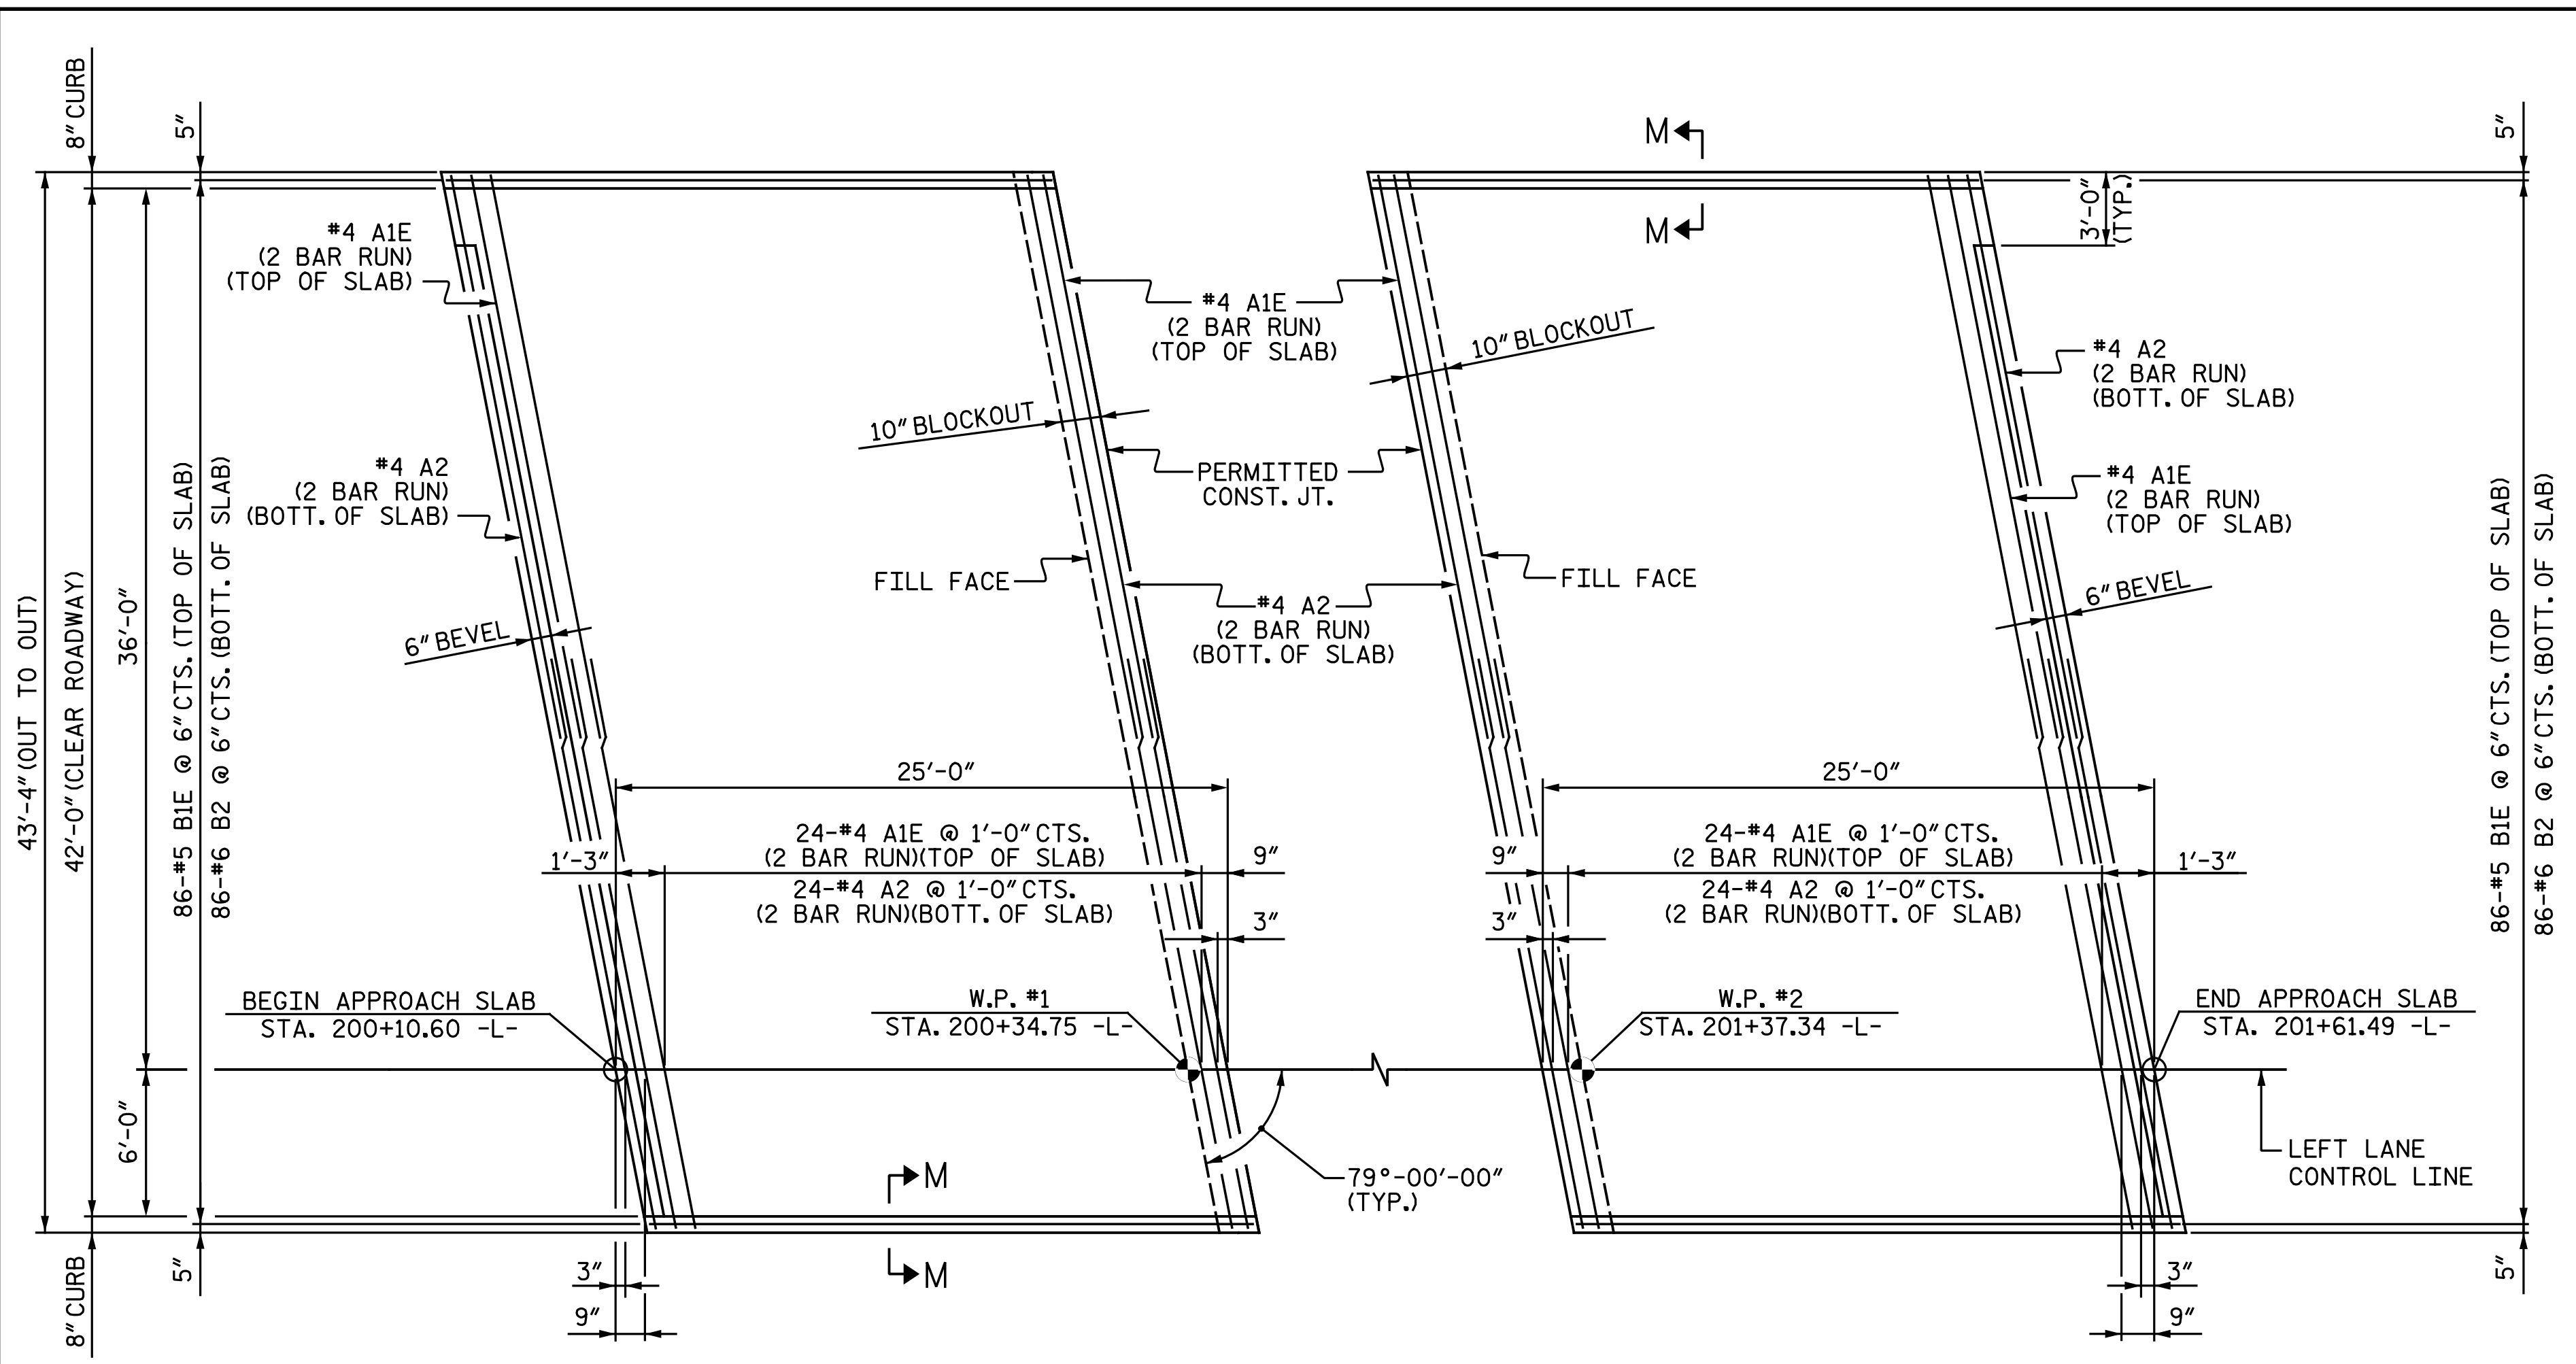 8" CURB
5"
M
M
5"
3'-0"
(TYP.)
#4 A1E
(2 BAR RUN)
(TOP OF SLAB)
#4 A1E
(2 BAR RUN)
(TOP OF SLAB)
10" BLOCKOUT
10" BLOCKOUT
#4 A2
(2 BAR RUN)
(BOTT. OF SLAB)
#4 A2
(2 BAR RUN)
(BOTT. OF SLAB)
PERMITTED
CONST. JT.
#4 A1E
(2 BAR RUN)
(TOP OF SLAB)
FILL FACE
FILL FACE
#4 A2
(2 BAR RUN)
(BOTT. OF SLAB)
6" BEVEL
6" BEVEL
43'-4" (OUT TO OUT)
42'-0" (CLEAR ROADWAY)
36'-0"
86-#5 B1E @ 6" CTS. (TOP OF SLAB)
86-#6 B2 @ 6" CTS. (BOTT. OF SLAB)
86-#5 B1E @ 6" CTS. (TOP OF SLAB)
86-#6 B2 @ 6" CTS. (BOTT. OF SLAB)
25'-0"
25'-0"
1'-3"
24-#4 A1E @ 1'-0" CTS.
(2 BAR RUN)(TOP OF SLAB)
24-#4 A2 @ 1'-0" CTS.
(2 BAR RUN)(BOTT. OF SLAB)
9"
3"
9"
3"
24-#4 A1E @ 1'-0" CTS.
(2 BAR RUN)(TOP OF SLAB)
24-#4 A2 @ 1'-0" CTS.
(2 BAR RUN)(BOTT. OF SLAB)
1'-3"
BEGIN APPROACH SLAB
STA. 200+10.60 -L-
W.P. #1
STA. 200+34.75 -L-
W.P. #2
STA. 201+37.34 -L-
END APPROACH SLAB
STA. 201+61.49 -L-
6'-0"
M
M
79°-00'-00"
(TYP.)
LEFT LANE
CONTROL LINE
8" CURB
5"
3"
9"
3"
9"
5"